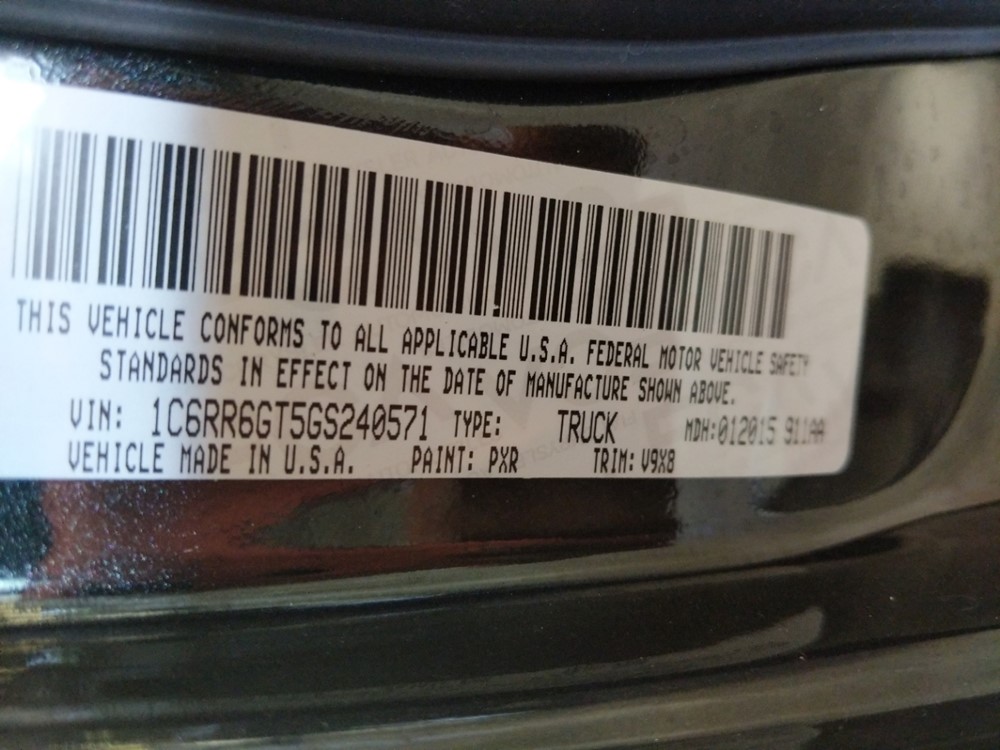 THIS VEHICLE CONFORMS TO ALL APPLICABLE U.S.A. FEDERAL MOTOR VEHICLE SAFETY
STANDARDS IN EFFECT ON THE DATE OF MANUFACTURE SHOWN ABOVE.
VIN: 1C6RR6GT5GS240571 TYPE: TRUCK MDH:012015 911AA
VEHICLE MADE IN U.S.A. PAINT: PXR TRIM: V9X8